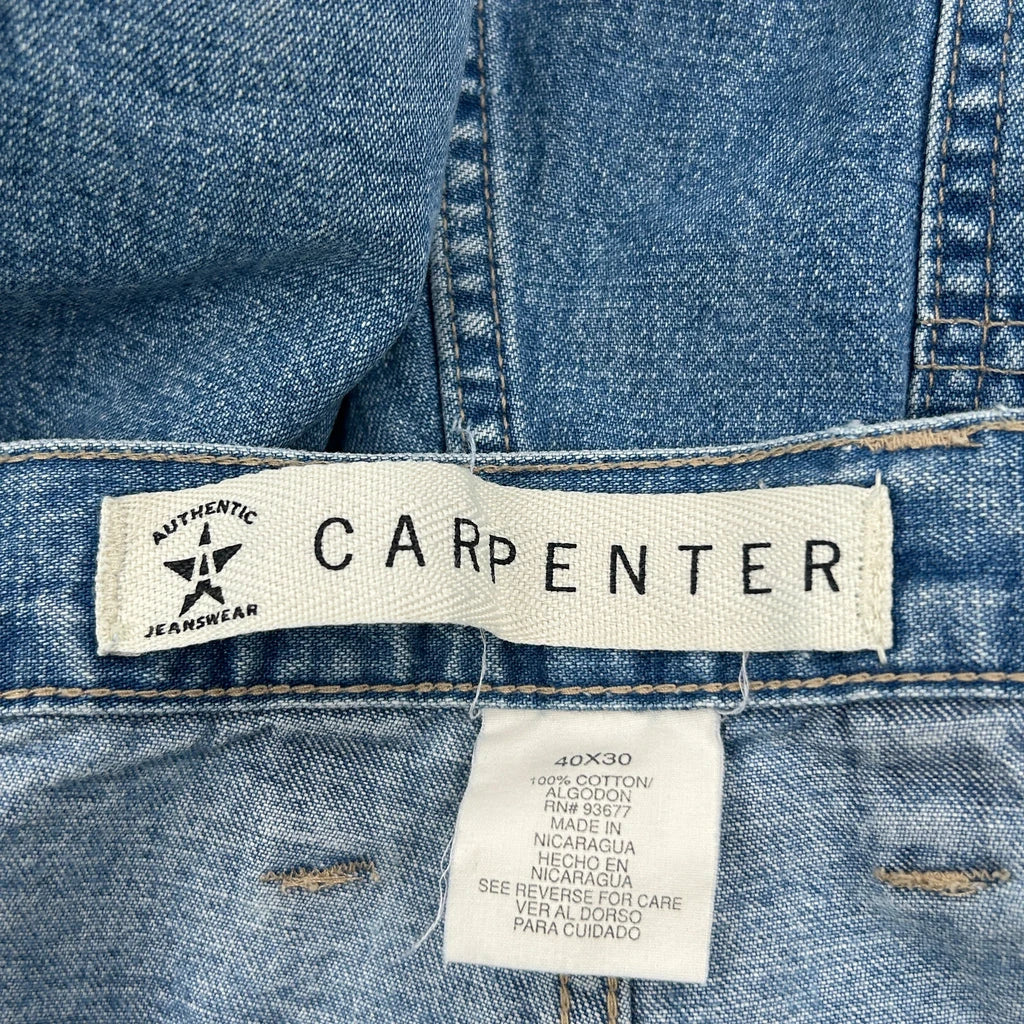 AUTHENTIC
JEANSWEAR
CARPENTER
40X30
100% COTTON/
ALGODON
RN# 93677
MADE IN
NICARAGUA
HECHO EN
NICARAGUA
SEE REVERSE FOR CARE
VER AL DORSO
PARA CUIDADO